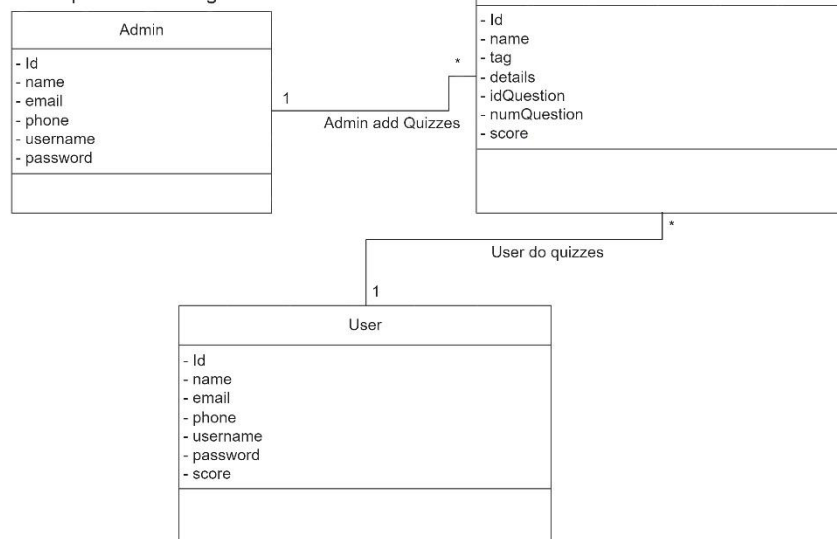 Admin
- Id
- name
- email
- phone
- username
- password
1
Admin add Quizzes
*
- Id
- name
- tag
- details
- idQuestion
- numQuestion
- score
*
User do quizzes
1
User
- Id
- name
- email
- phone
- username
- password
- score